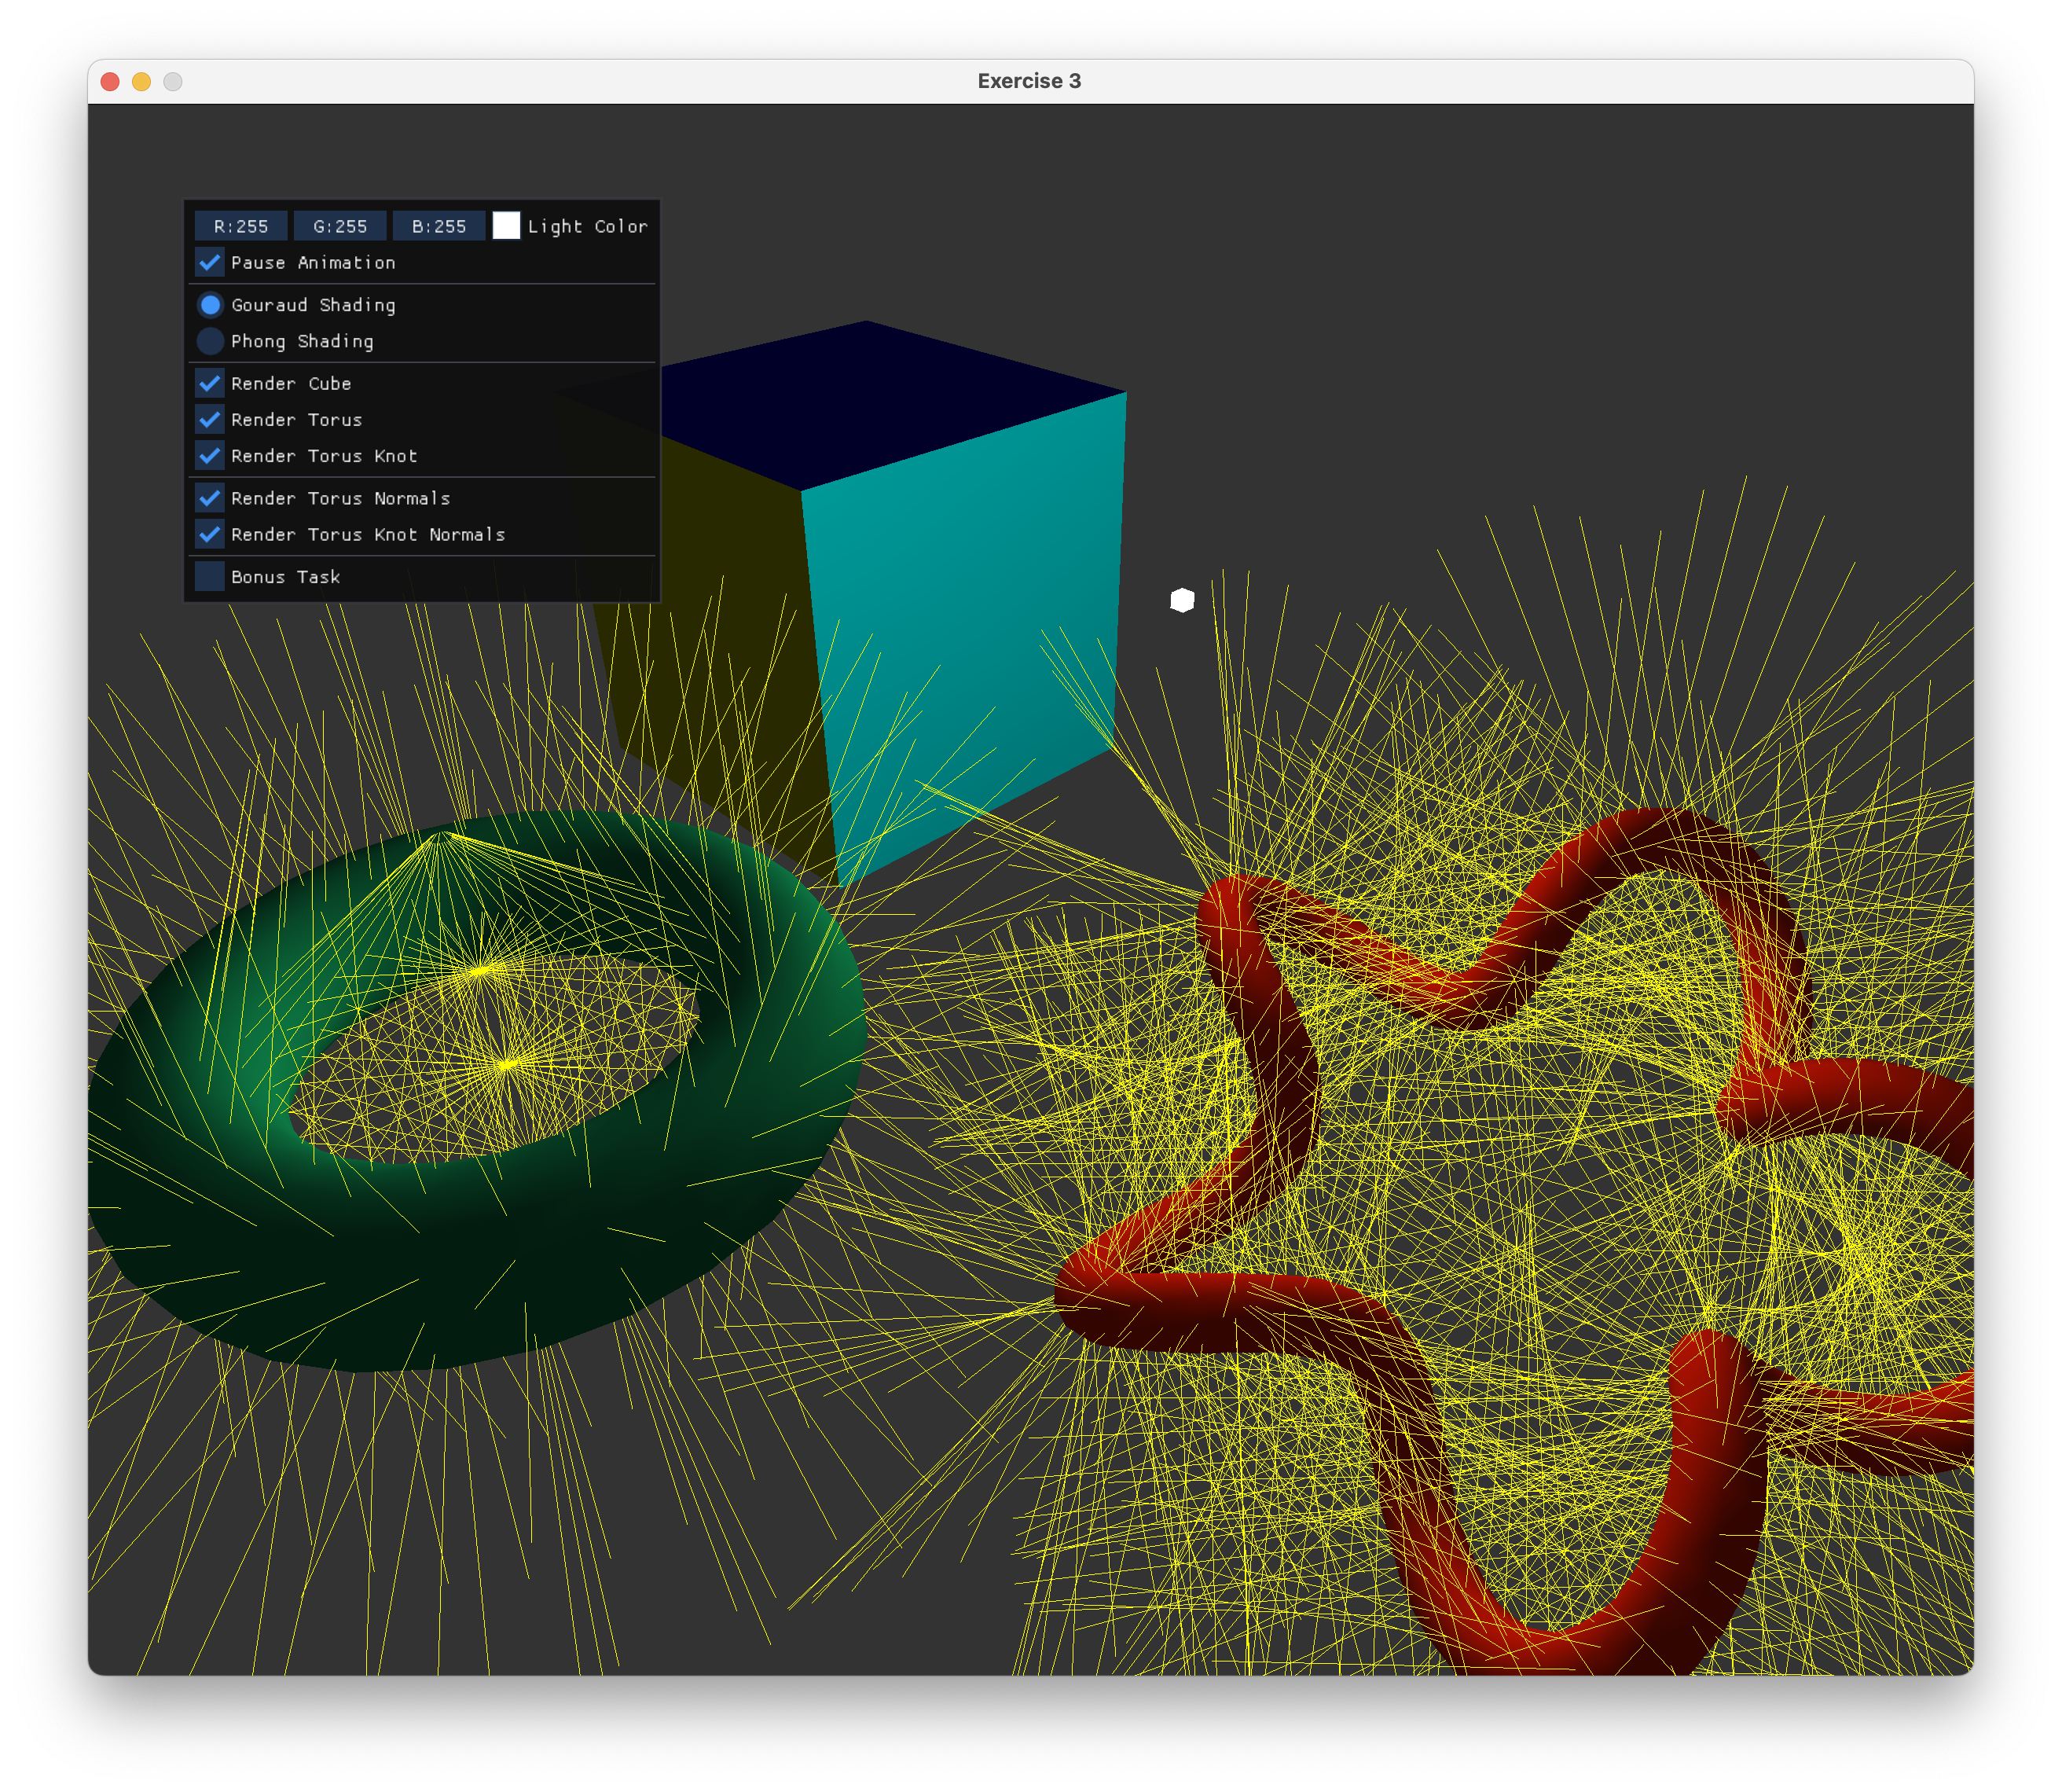 Exercise 3
R:255 G:255 B:255 Light Color
Pause Animation
Gouraud Shading
Phong Shading
Render Cube
Render Torus
Render Torus Knot
Render Torus Normals
Render Torus Knot Normals
Bonus Task